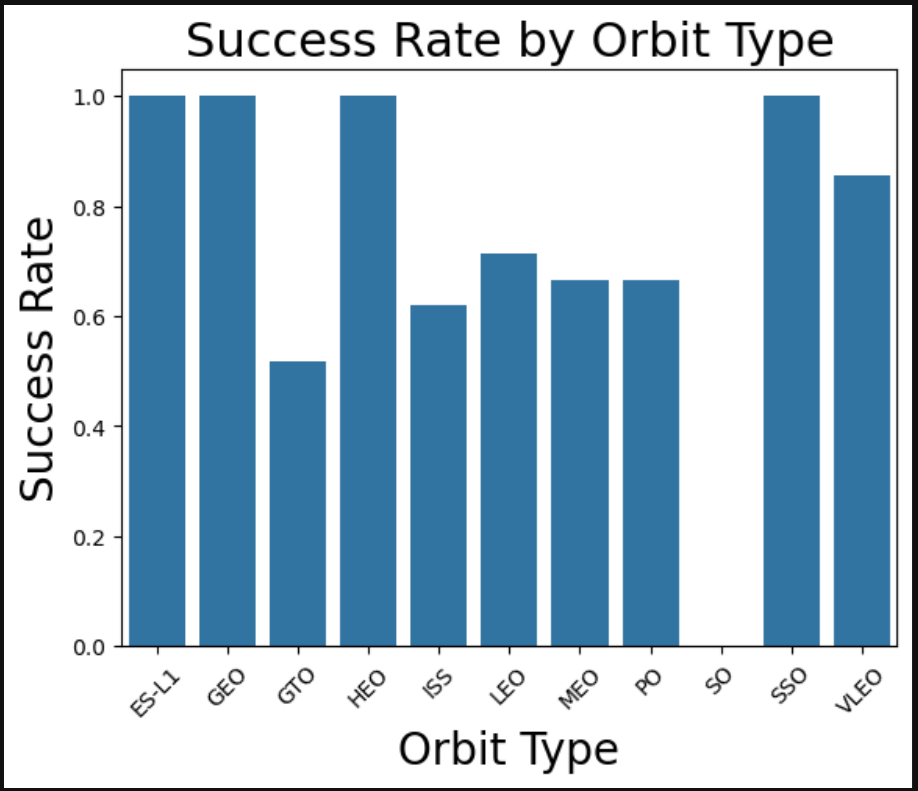 Success Rate by Orbit Type
Success Rate
1.0
0.8
0.6
0.4
0.2
0.0
ES-L1
GEO
GTO
HEO
ISS
LEO
MEO
PO
SO
SSO
VLEO
Orbit Type